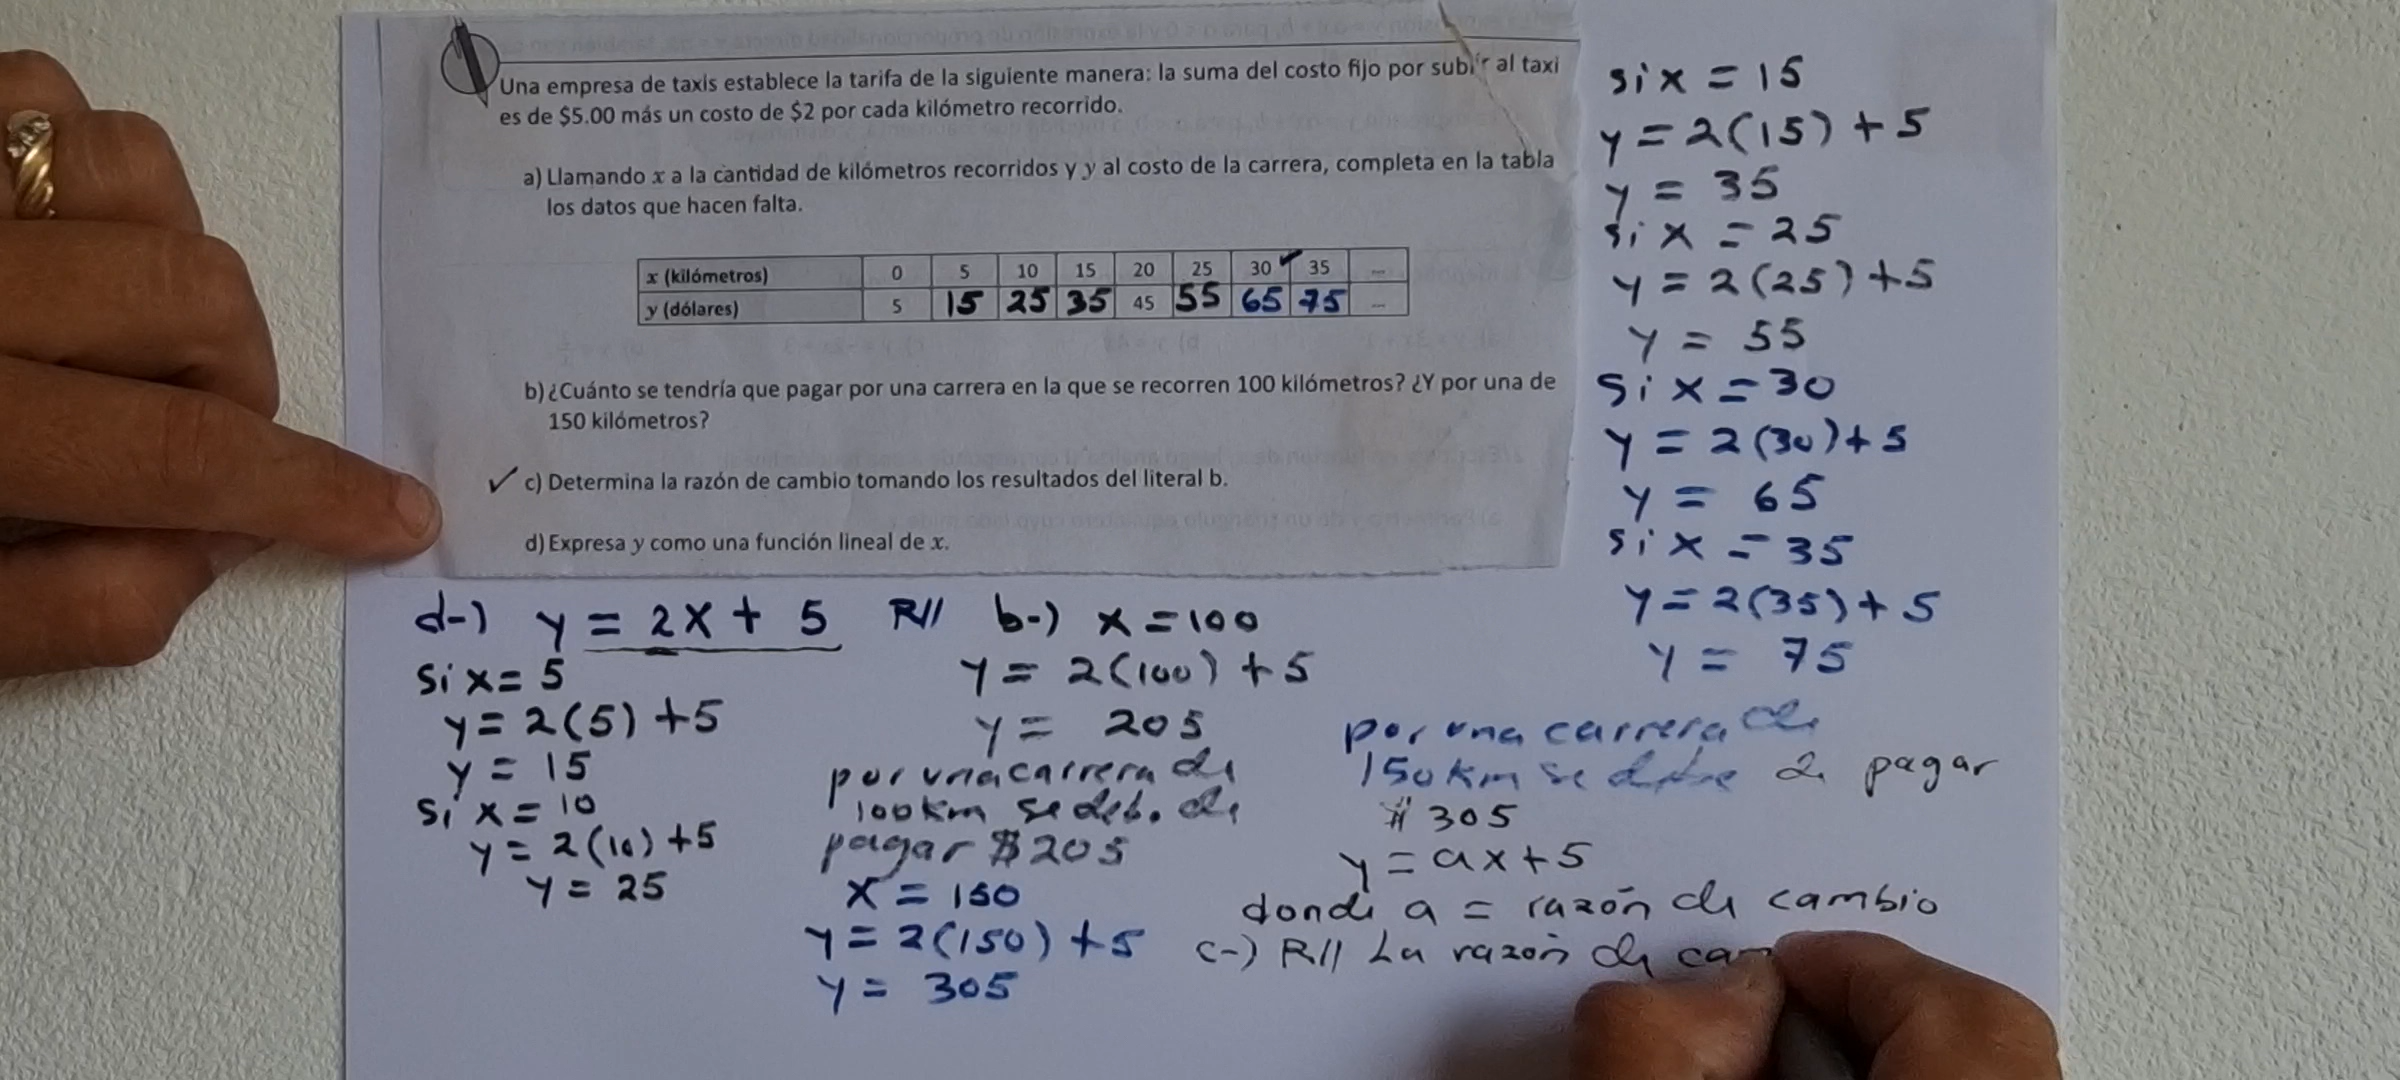 Una empresa de taxis establece la tarifa de la siguiente manera: la suma del costo fijo por subir al taxi
es de $5.00 más un costo de $2 por cada kilómetro recorrido.
a) Llamando x a la cantidad de kilómetros recorridos y y al costo de la carrera, completa en la tabla
los datos que hacen falta.
x (kilómetros) 0 5 10 15 20 25 30 35 ...
y (dólares) 5 15 25 35 45 55 65 75 ...
b) ¿Cuánto se tendría que pagar por una carrera en la que se recorren 100 kilómetros? ¿Y por una de
150 kilómetros?
✓ c) Determina la razón de cambio tomando los resultados del literal b.
d) Expresa y como una función lineal de x.
d-) y = 2x + 5 R//
si x = 5
y = 2(5) + 5
y = 15
si x = 10
y = 2(10) + 5
y = 25
b-) x = 100
y = 2(100) + 5
y = 205
por una carrera de
100 km se debe de
pagar $205
x = 150
y = 2(150) + 5
y = 305
si x = 15
y = 2(15) + 5
y = 35
si x = 25
y = 2(25) + 5
y = 55
si x = 30
y = 2(30) + 5
y = 65
si x = 35
y = 2(35) + 5
y = 75
por una carrera de
150 km se debe de pagar
$ 305
y = ax + 5
donde a = razón de cambio
c-) R// La razón de cam